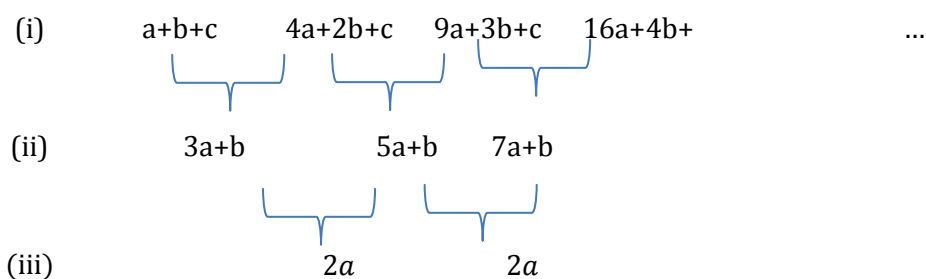 (i) a+b+c 4a+2b+c 9a+3b+c 16a+4b+ ...
(ii) 3a+b 5a+b 7a+b
(iii) 2a 2a